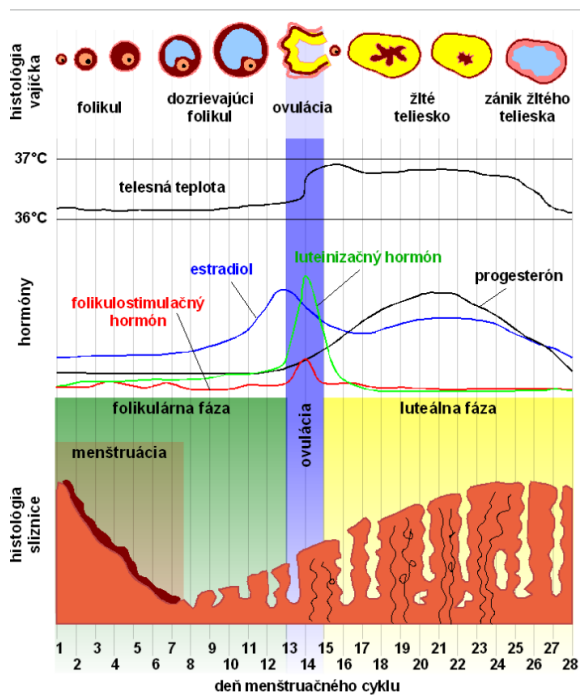 histológia
vajíčka
folikul
dozrievajúci
folikul
ovulácia
žlté
teliesko
zánik žltého
telieska
37°C
telesná teplota
36°C
hormóny
estradiol
luteinizačný hormón
progesterón
folikulostimulačný
hormón
folikulárna fáza
ovulácia
luteálna fáza
menštruácia
histológia
sliznice
1 3 5 7 9 11 13 15 17 19 21 23 25 27
2 4 6 8 10 12 14 16 18 20 22 24 26 28
deň menštruačného cyklu